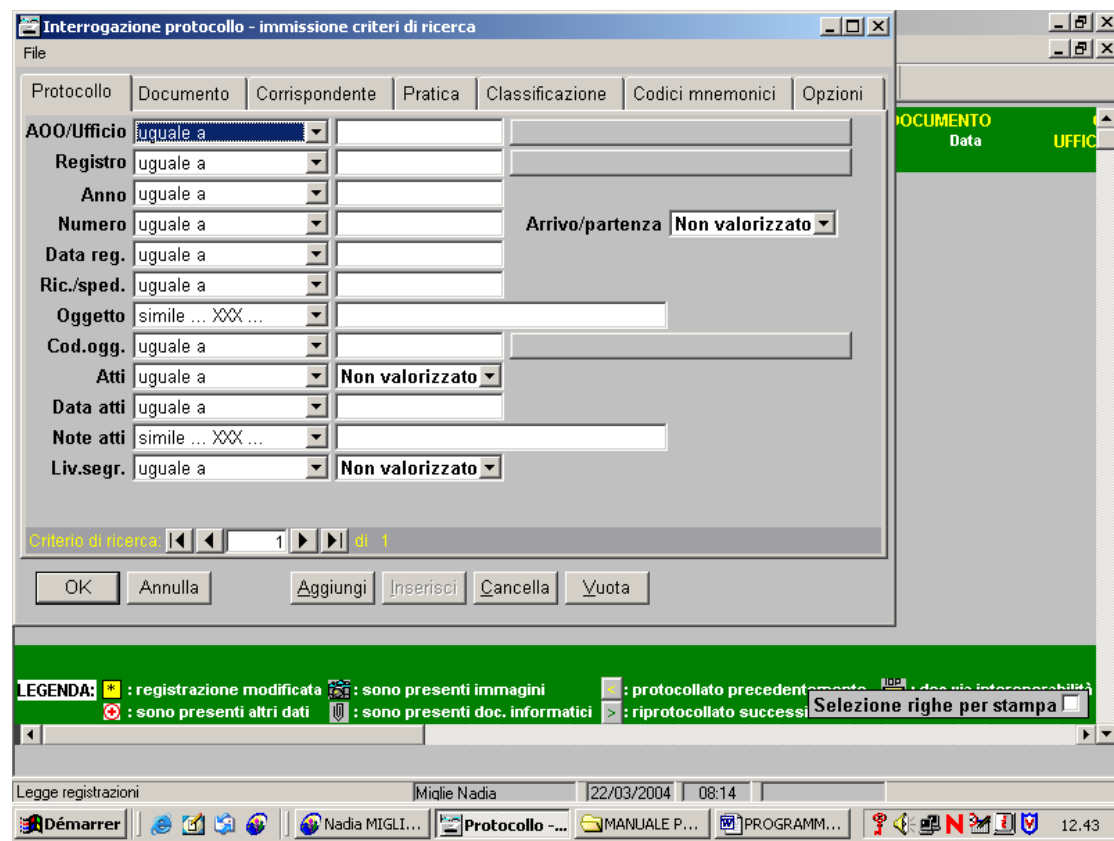 Interrogazione protocollo - immissione criteri di ricerca
File
Protocollo Documento Corrispondente Pratica Classificazione Codici mnemonici Opzioni
DOCUMENTO
Data UFFIC
AOO/Ufficio uguale a
Registro uguale a
Anno uguale a
Numero uguale a Arrivo/partenza Non valorizzato
Data reg. uguale a
Ric./sped. uguale a
Oggetto simile ... XXX ...
Cod.ogg. uguale a
Atti uguale a Non valorizzato
Data atti uguale a
Note atti simile ... XXX ...
Liv.segr. uguale a Non valorizzato
Criterio di ricerca: 1 di 1
OK Annulla Aggiungi Inserisci Cancella Vuota
LEGENDA: * : registrazione modificata : sono presenti immagini < : protocollato precedentemente : doc.via interoperabilità
: sono presenti altri dati : sono presenti doc. informatici > : riprotocollato successi
Selezione righe per stampa
Legge registrazioni Miglie Nadia 22/03/2004 08:14
Démarrer Nadia MIGLI... Protocollo -... MANUALE P... PROGRAMM... 12.43